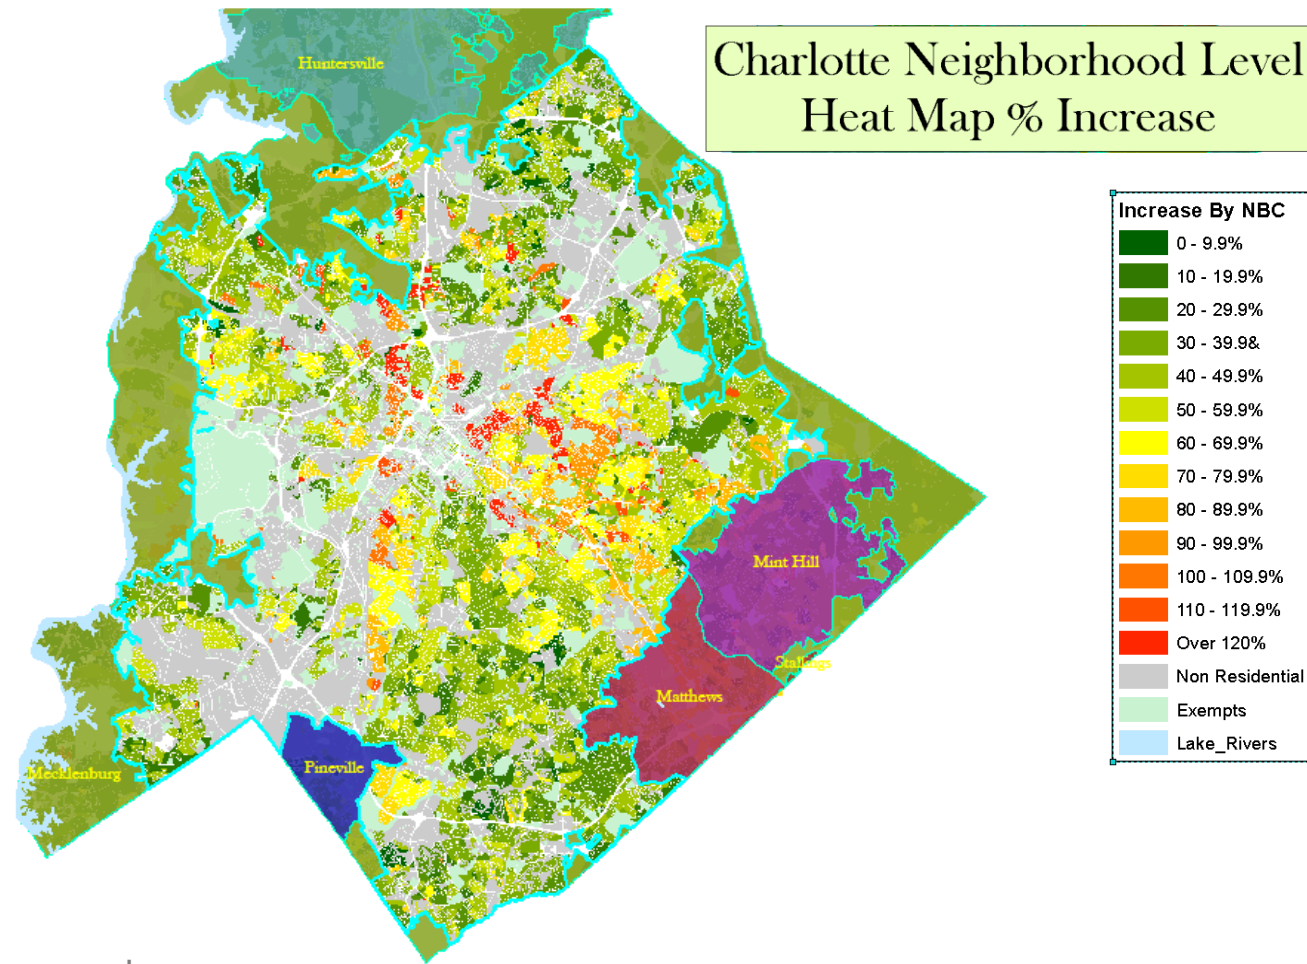 Charlotte Neighborhood Level
Heat Map % Increase
Huntersville
Increase By NBC
0 - 9.9%
10 - 19.9%
20 - 29.9%
30 - 39.9&
40 - 49.9%
50 - 59.9%
60 - 69.9%
70 - 79.9%
80 - 89.9%
90 - 99.9%
100 - 109.9%
110 - 119.9%
Over 120%
Non Residential
Exempts
Lake_Rivers
Mint Hill
Stallings
Matthews
Pineville
Mecklenburg